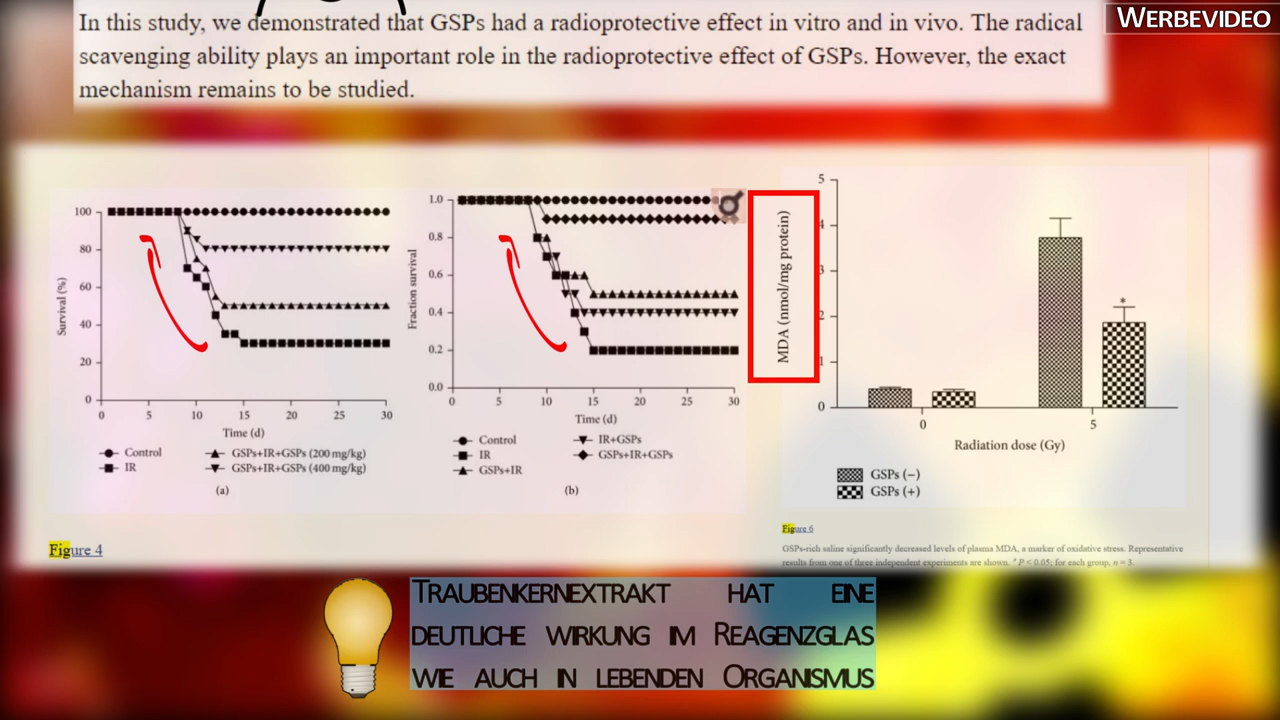 WERBEVIDEO
In this study, we demonstrated that GSPs had a radioprotective effect in vitro and in vivo. The radical
scavenging ability plays an important role in the radioprotective effect of GSPs. However, the exact
mechanism remains to be studied.
Survival (%)
100
80
60
40
20
0
0 5 10 15 20 25 30
Time (d)
Control
IR
GSPs+IR+GSPs (200 mg/kg)
GSPs+IR+GSPs (400 mg/kg)
(a)
Fraction survival
1.0
0.8
0.6
0.4
0.2
0.0
0 5 10 15 20 25 30
Time (d)
Control
IR
GSPs+IR
IR+GSPs
GSPs+IR+GSPs
(b)
Figure 4
MDA (nmol/mg protein)
5
4
3
2
1
0
*
0 5
Radiation dose (Gy)
GSPs (−)
GSPs (+)
Figure 6
GSPs-rich saline significantly decreased levels of plasma MDA, a marker of oxidative stress. Representative
results from one of three independent experiments are shown. *P < 0.05; for each group, n = 3.
TRAUBENKERNEXTRAKT HAT EINE
DEUTLICHE WIRKUNG IM REAGENZGLAS
WIE AUCH IN LEBENDEN ORGANISMUS